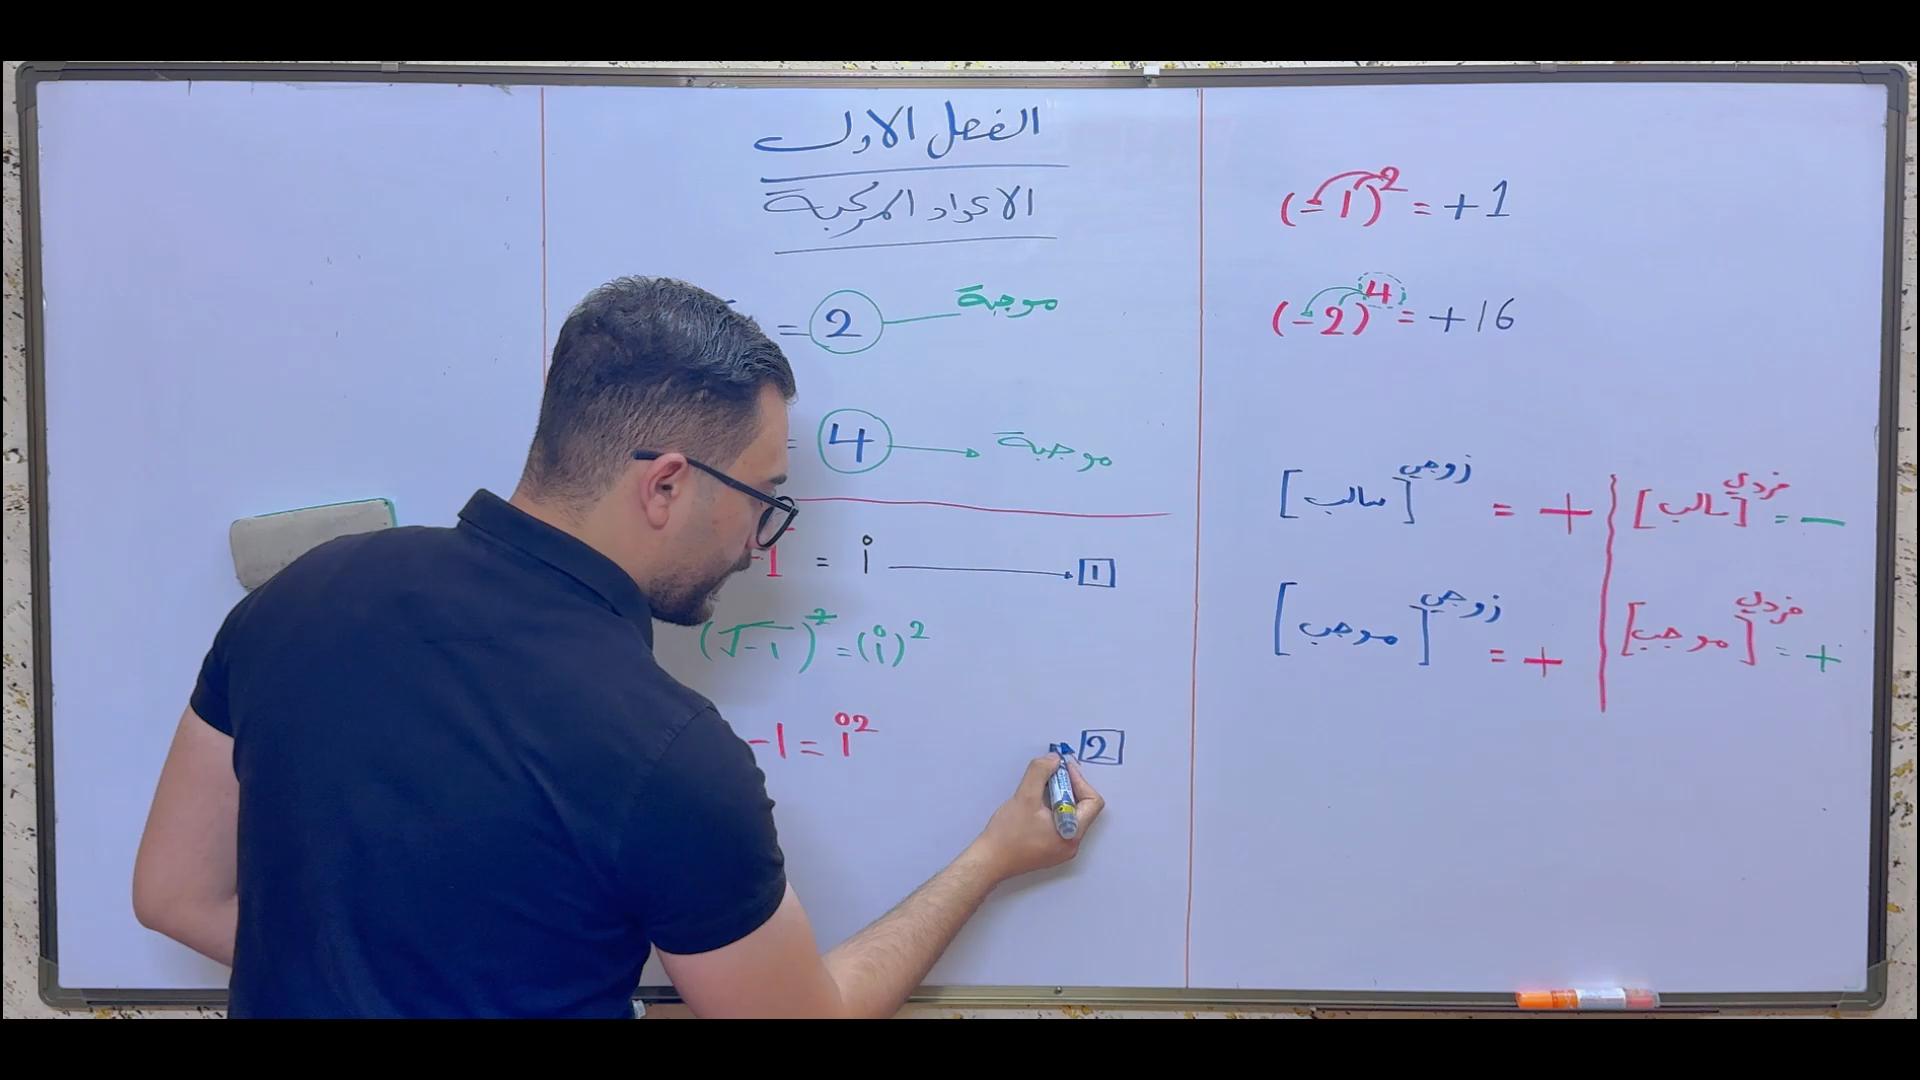 الفصل الاول
الاعداد المركبة
= 2 موجبة
= 4 موجبة
-1 = i 1
(√-1)² = (i)²
-1 = i² 2
(-1)² = +1
(-2)⁴ = +16
[سالب]زوجي = +
[سالب]فردي = -
[موجب]زوجي = +
[موجب]فردي = +